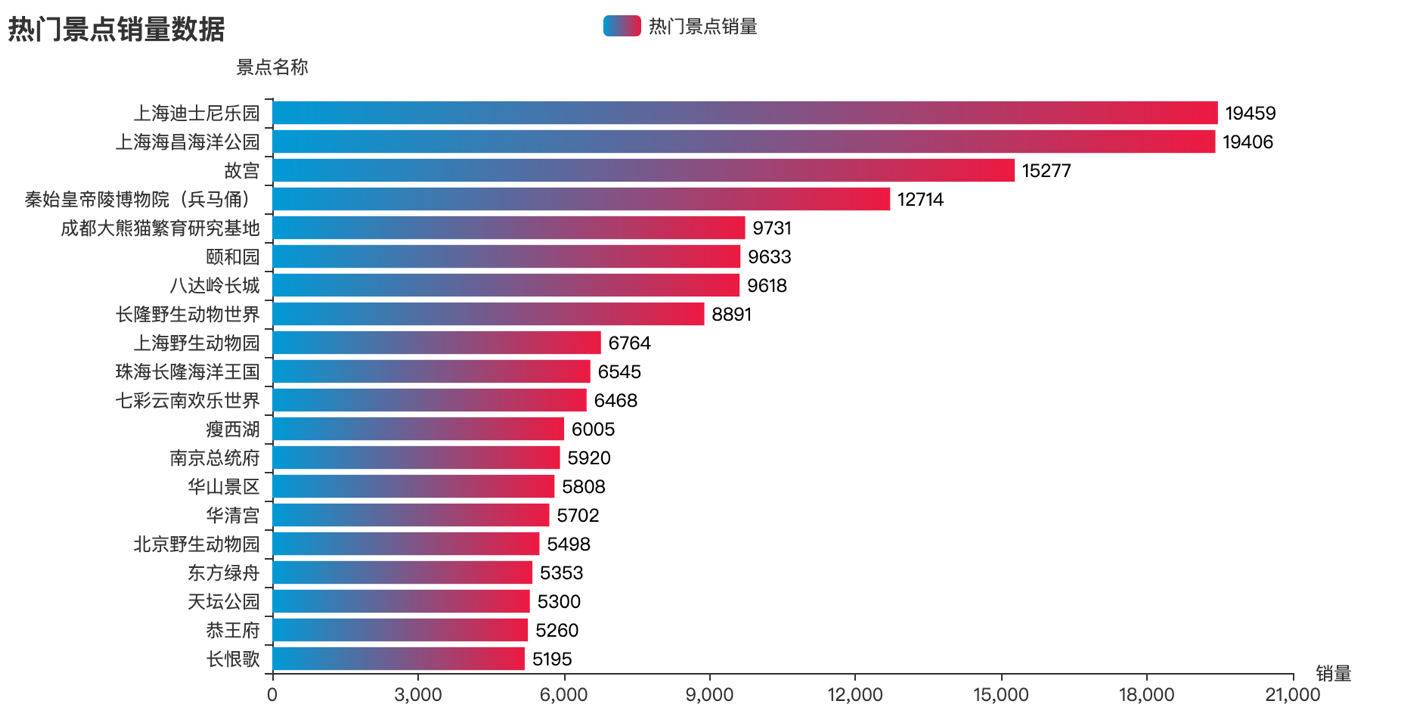 热门景点销量数据
热门景点销量
景点名称
上海迪士尼乐园 19459
上海海昌海洋公园 19406
故宫 15277
秦始皇帝陵博物院（兵马俑） 12714
成都大熊猫繁育研究基地 9731
颐和园 9633
八达岭长城 9618
长隆野生动物世界 8891
上海野生动物园 6764
珠海长隆海洋王国 6545
七彩云南欢乐世界 6468
瘦西湖 6005
南京总统府 5920
华山景区 5808
华清宫 5702
北京野生动物园 5498
东方绿舟 5353
天坛公园 5300
恭王府 5260
长恨歌 5195
销量
0 3,000 6,000 9,000 12,000 15,000 18,000 21,000